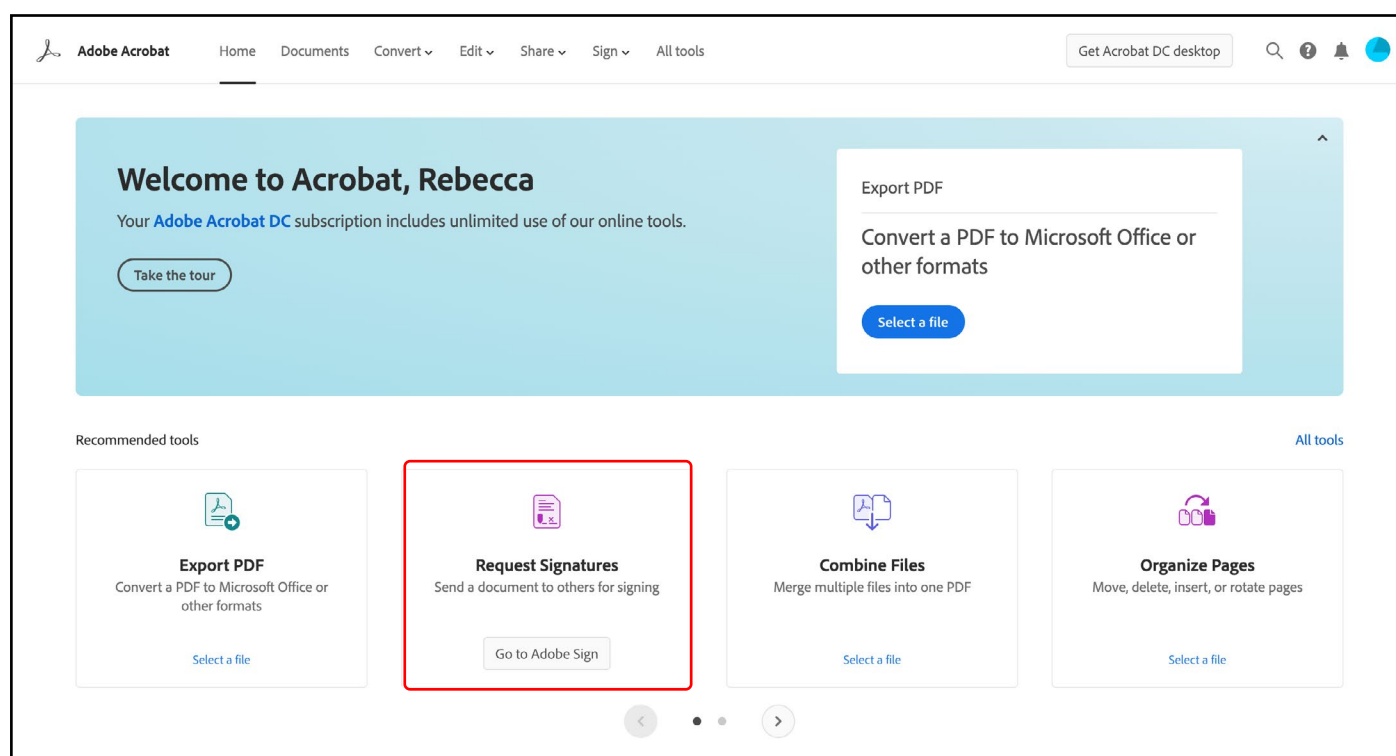 Adobe Acrobat Home Documents Convert Edit Share Sign All tools Get Acrobat DC desktop
Welcome to Acrobat, Rebecca
Your Adobe Acrobat DC subscription includes unlimited use of our online tools.
Take the tour
Export PDF
Convert a PDF to Microsoft Office or
other formats
Select a file
Recommended tools
All tools
Export PDF
Convert a PDF to Microsoft Office or
other formats
Select a file
Request Signatures
Send a document to others for signing
Go to Adobe Sign
Combine Files
Merge multiple files into one PDF
Select a file
Organize Pages
Move, delete, insert, or rotate pages
Select a file